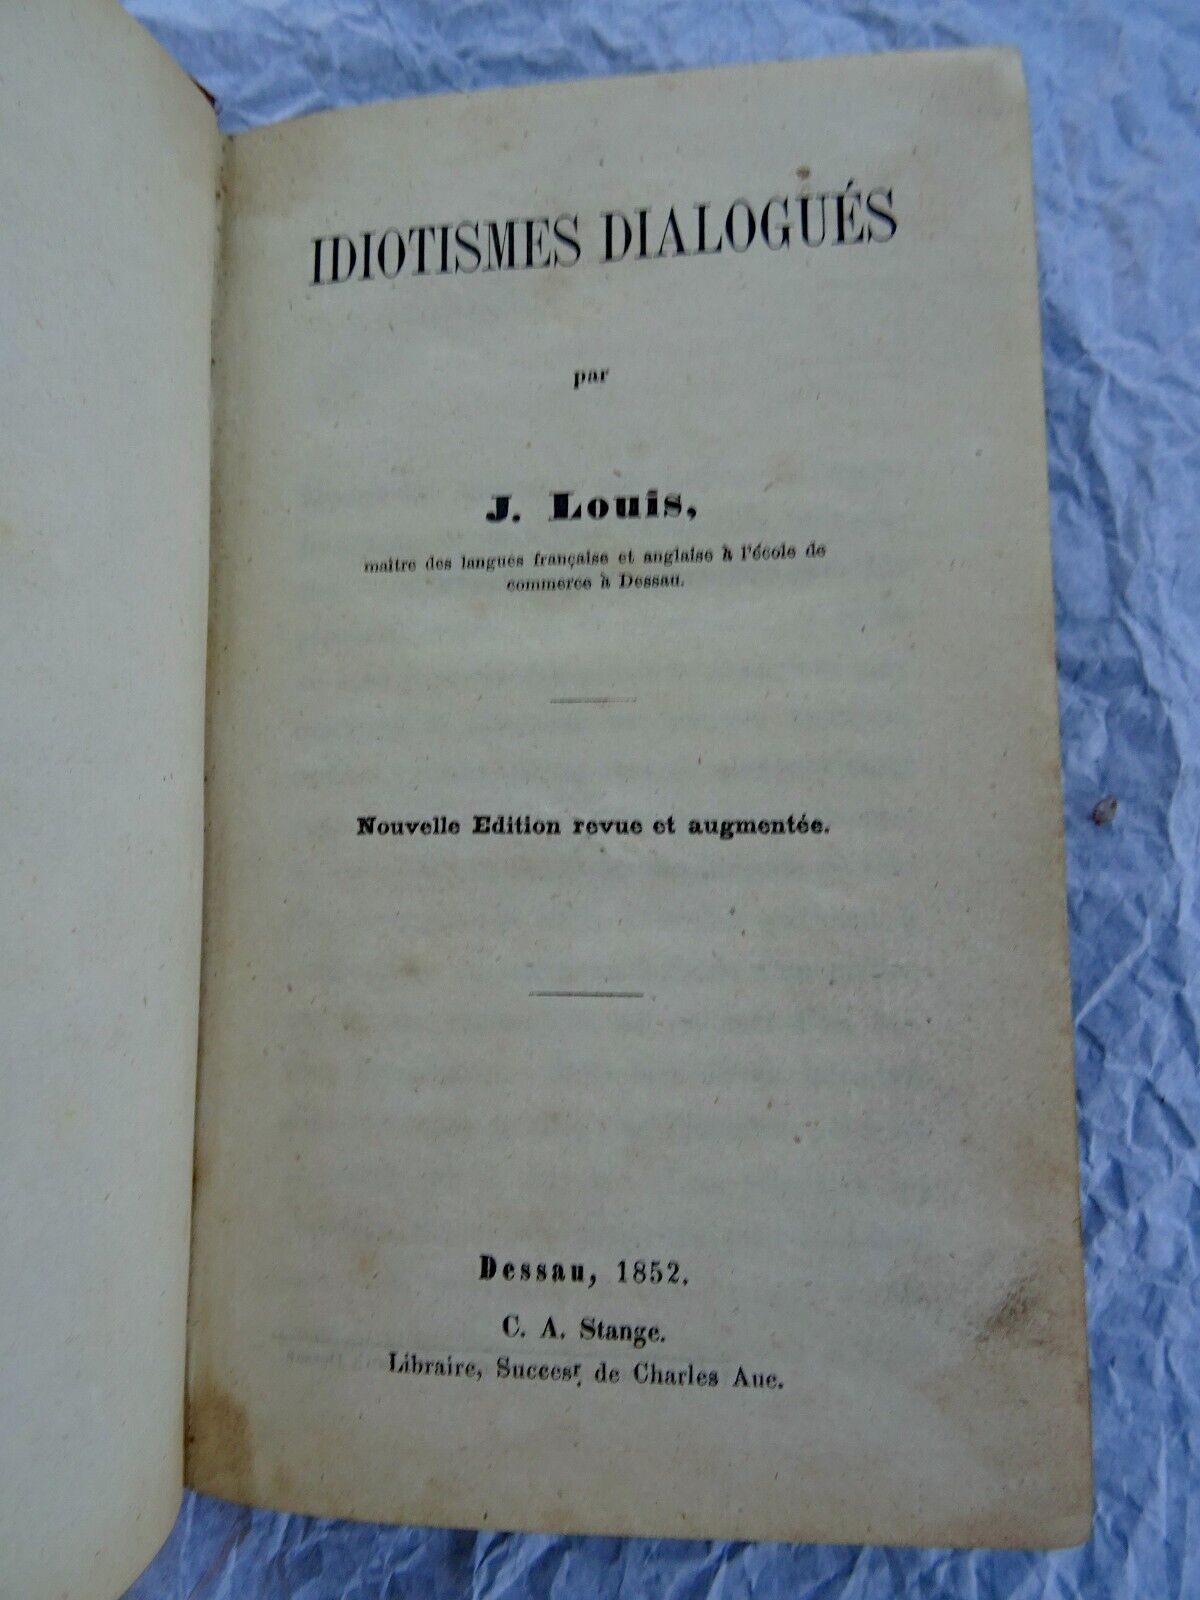 IDIOTISMES DIALOGUÉS
par
J. Louis,
maître des langues française et anglaise à l'école de
commerce à Dessau.
Nouvelle Edition revue et augmentée.
Dessau, 1852.
C. A. Stange.
Libraire, Succesr. de Charles Aue.